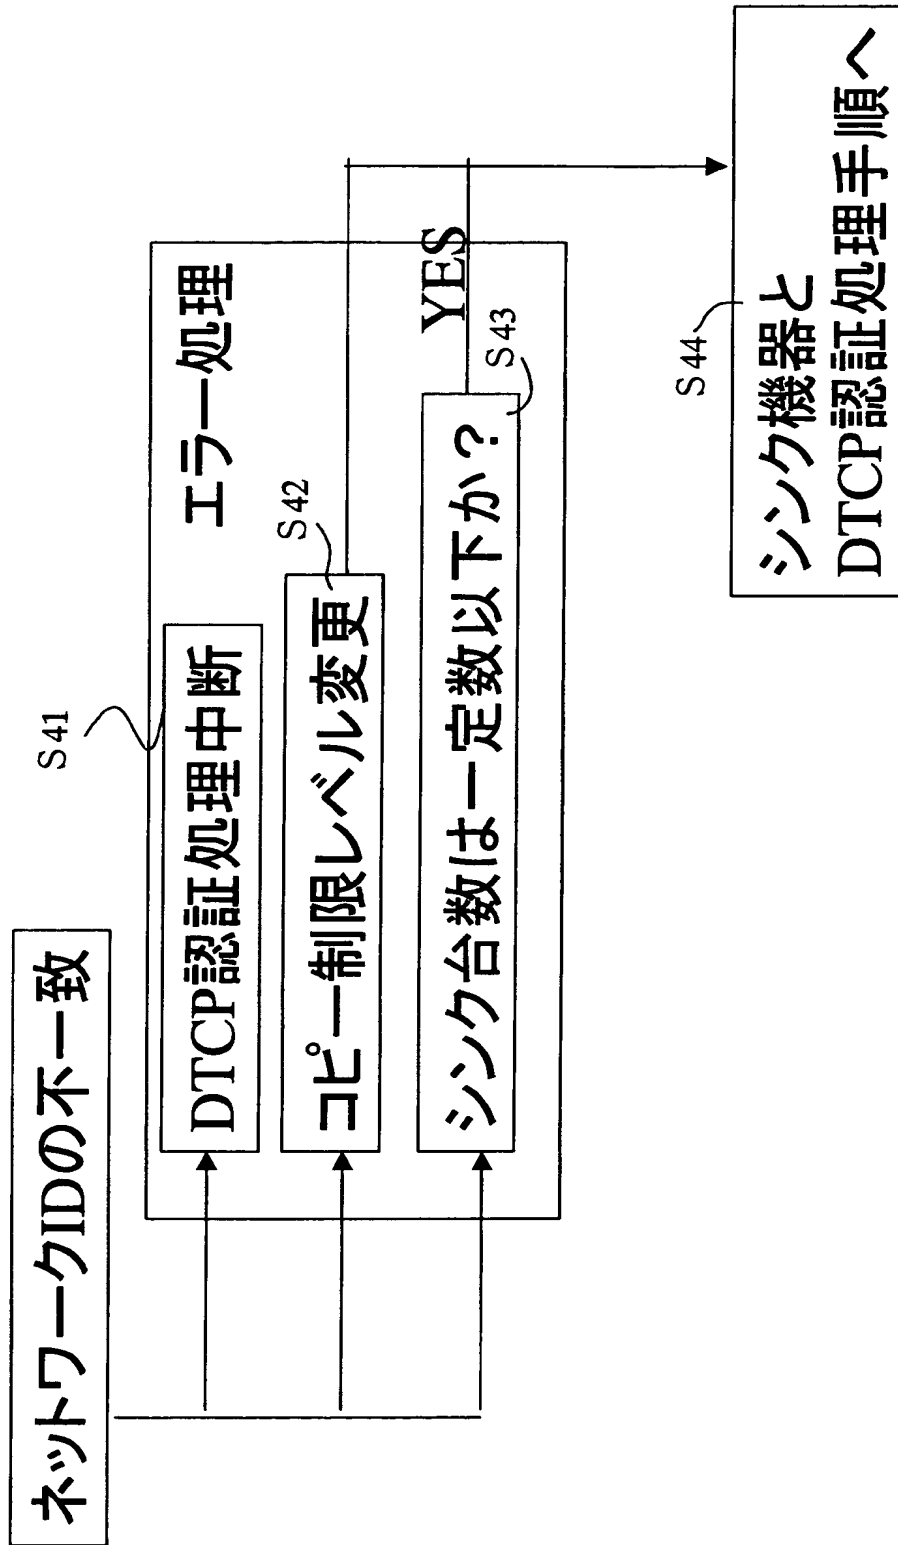 ネットワークIDの不一致
エラー処理
S41
DTCP認証処理中断
S42
コピー制限レベル変更
YES
S43
シンク台数は一定数以下か?
S44
シンク機器と
DTCP認証処理手順へ